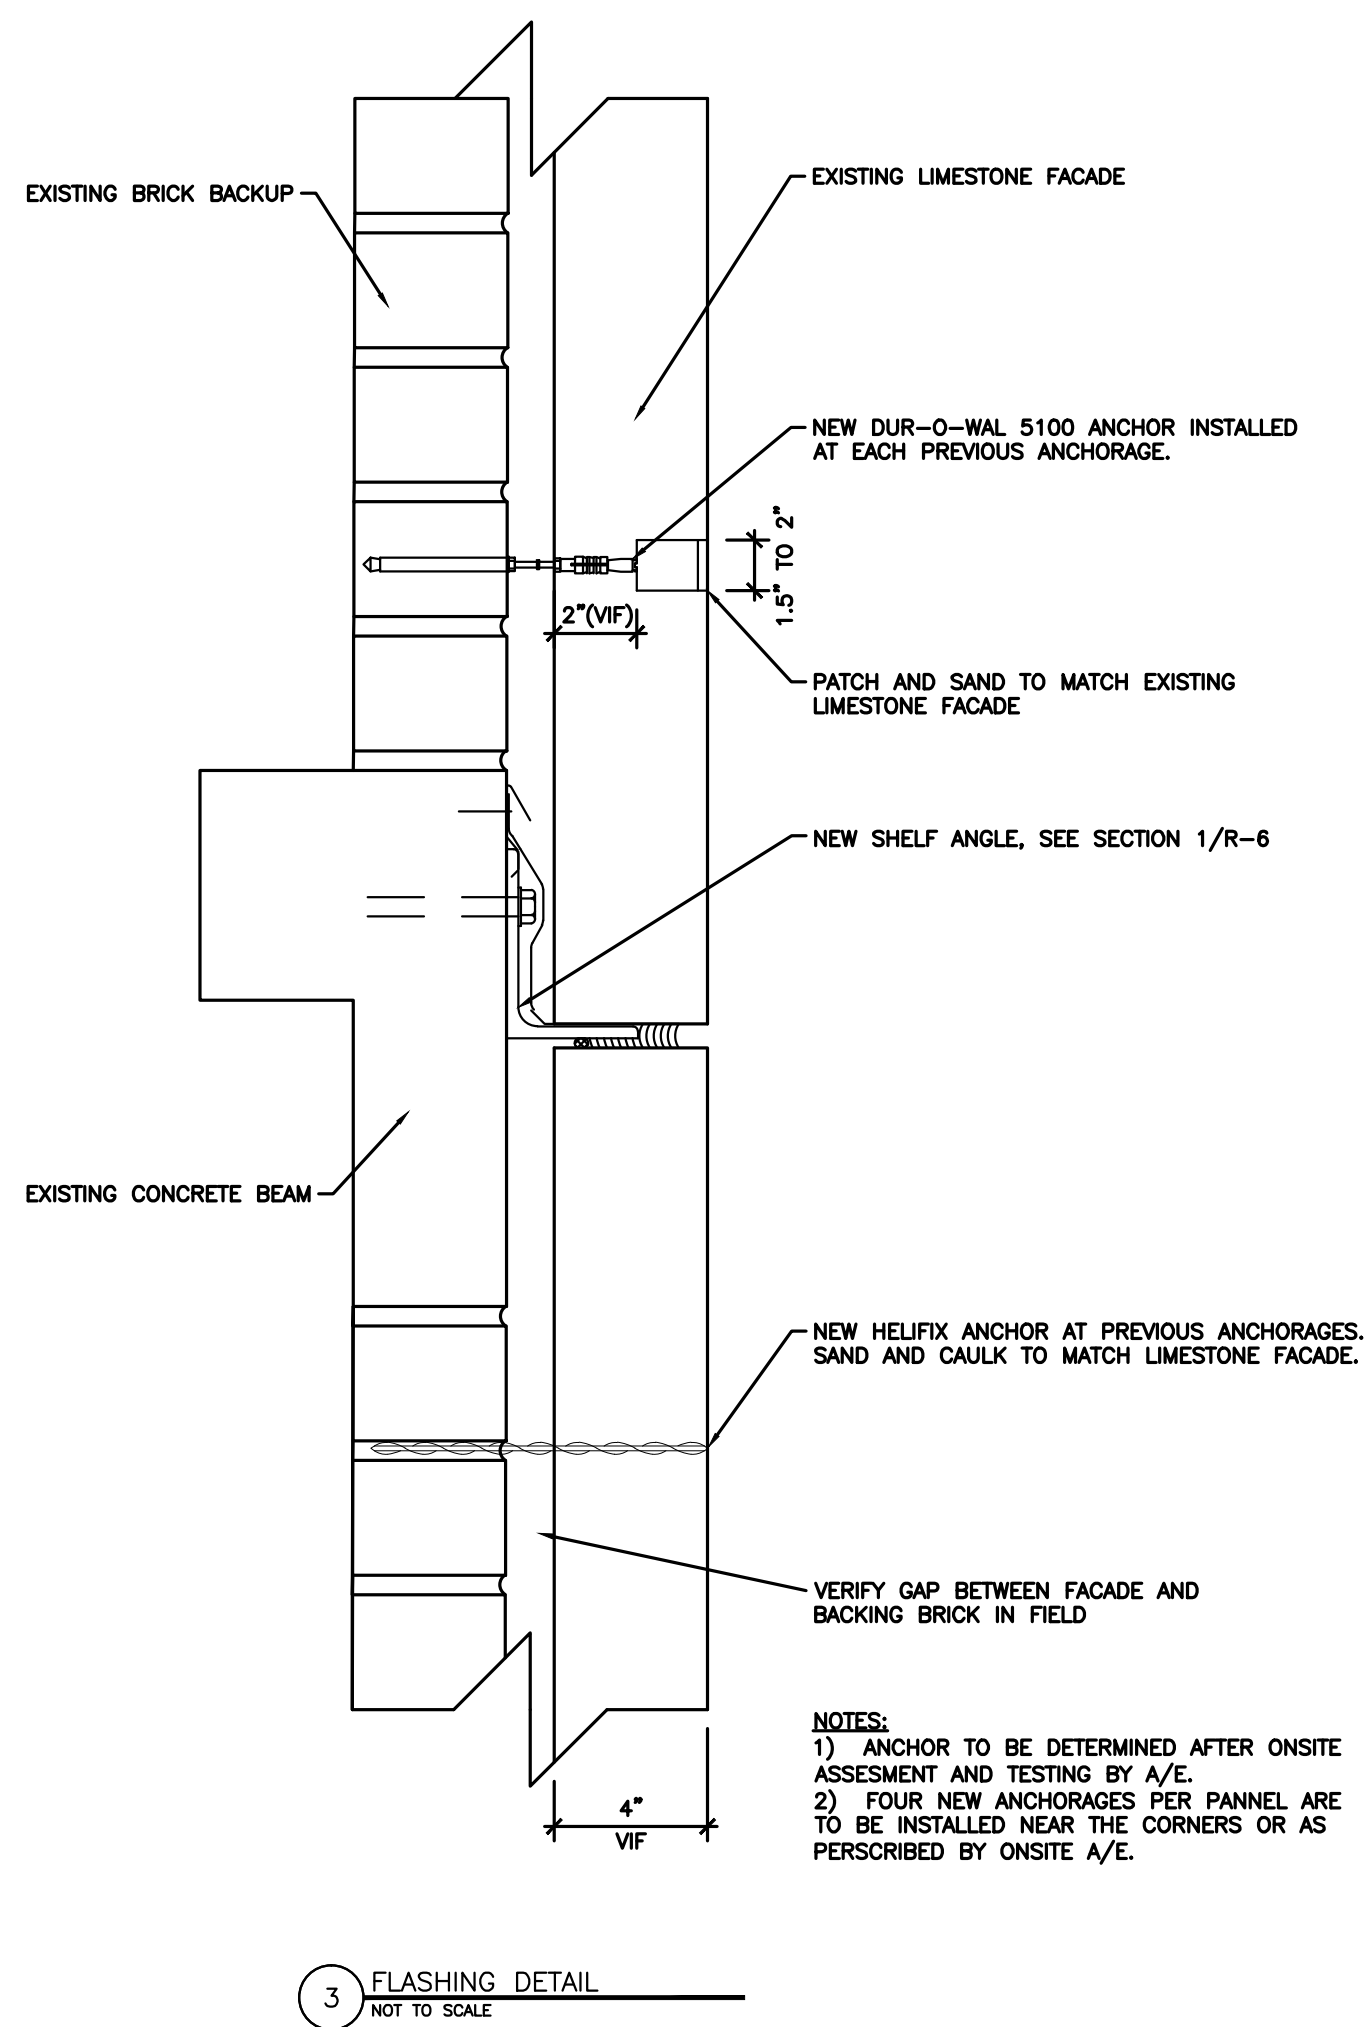 EXISTING BRICK BACKUP
EXISTING LIMESTONE FACADE
NEW DUR-O-WAL 5100 ANCHOR INSTALLED
AT EACH PREVIOUS ANCHORAGE.
1.5" TO 2"
2"(VIF)
PATCH AND SAND TO MATCH EXISTING
LIMESTONE FACADE
NEW SHELF ANGLE, SEE SECTION 1/R-6
EXISTING CONCRETE BEAM
NEW HELIFIX ANCHOR AT PREVIOUS ANCHORAGES.
SAND AND CAULK TO MATCH LIMESTONE FACADE.
VERIFY GAP BETWEEN FACADE AND
BACKING BRICK IN FIELD
NOTES:
1) ANCHOR TO BE DETERMINED AFTER ONSITE
ASSESMENT AND TESTING BY A/E.
2) FOUR NEW ANCHORAGES PER PANNEL ARE
TO BE INSTALLED NEAR THE CORNERS OR AS
PERSCRIBED BY ONSITE A/E.
4"
VIF
3 FLASHING DETAIL
NOT TO SCALE